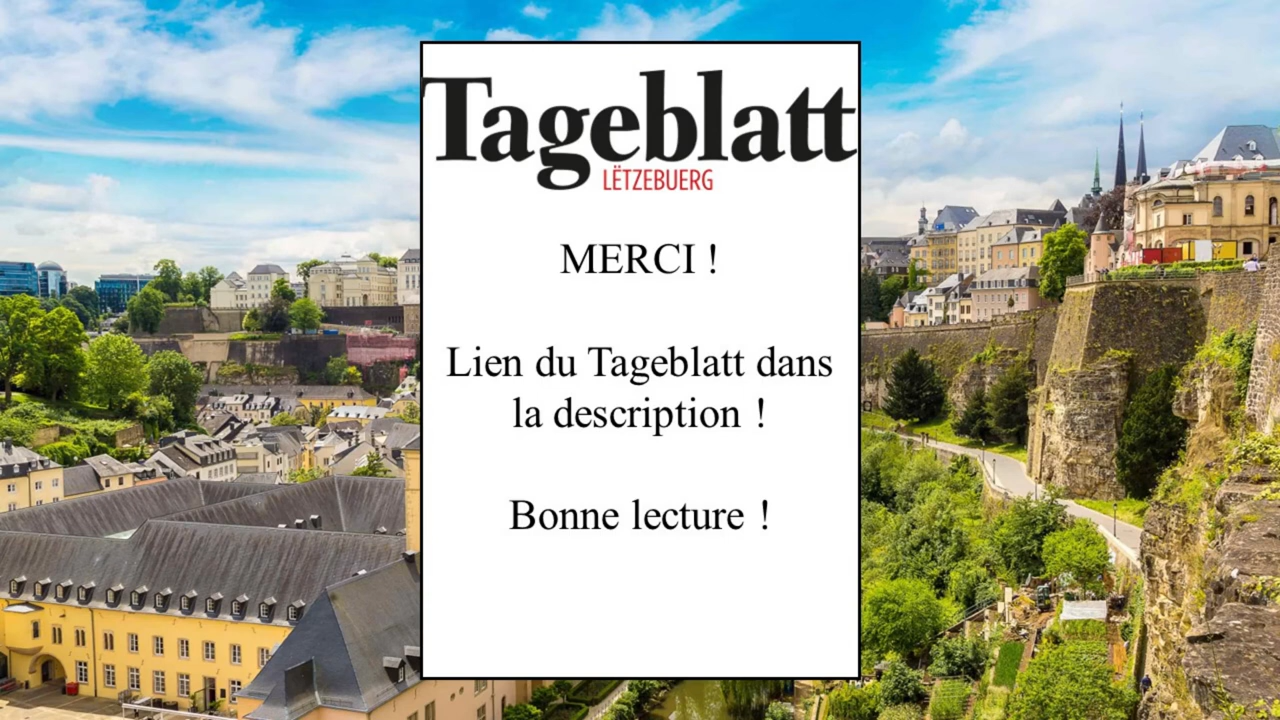 Tageblatt
LËTZEBUERG
MERCI !
Lien du Tageblatt dans
la description !
Bonne lecture !